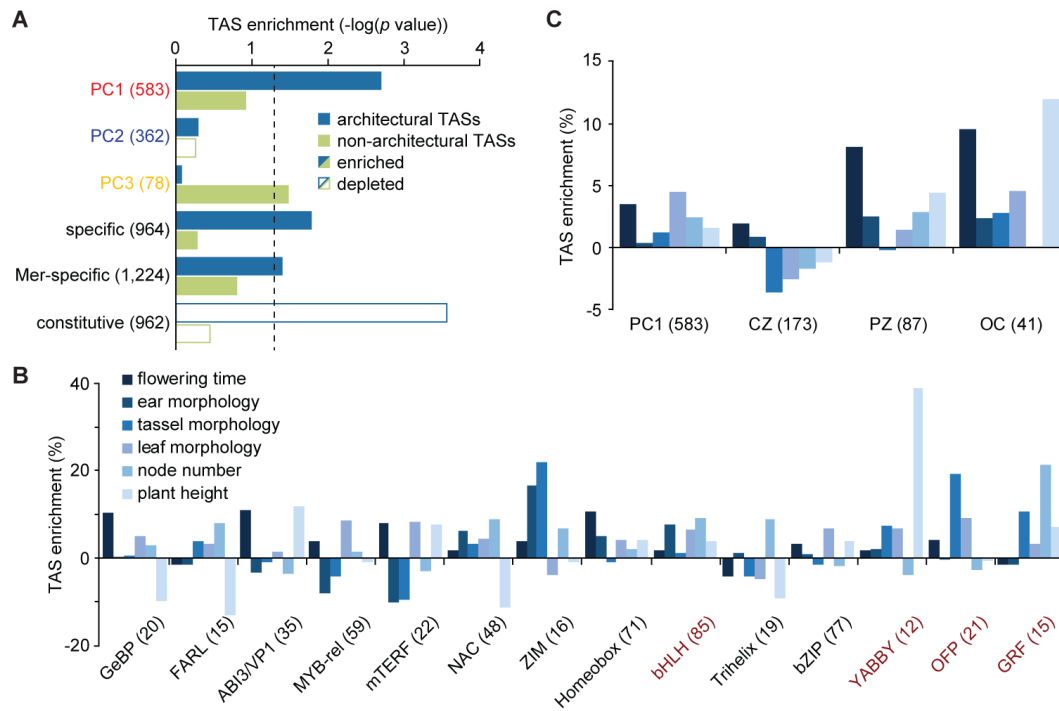 A
TAS enrichment (-log(p value))
0 1 2 3 4
PC1 (583)
PC2 (362)
PC3 (78)
specific (964)
Mer-specific (1,224)
constitutive (962)
architectural TASs
non-architectural TASs
enriched
depleted
C
TAS enrichment (%)
15
10
5
0
-5
PC1 (583) CZ (173) PZ (87) OC (41)
B
TAS enrichment (%)
40
20
0
-20
flowering time
ear morphology
tassel morphology
leaf morphology
node number
plant height
GeBP (20)
FARL (15)
ABI3/VP1 (35)
MYB-rel (59)
mTERF (22)
NAC (48)
ZIM (16)
Homeobox (71)
bHLH (85)
Trihelix (19)
bZIP (77)
YABBY (12)
OFP (21)
GRF (15)